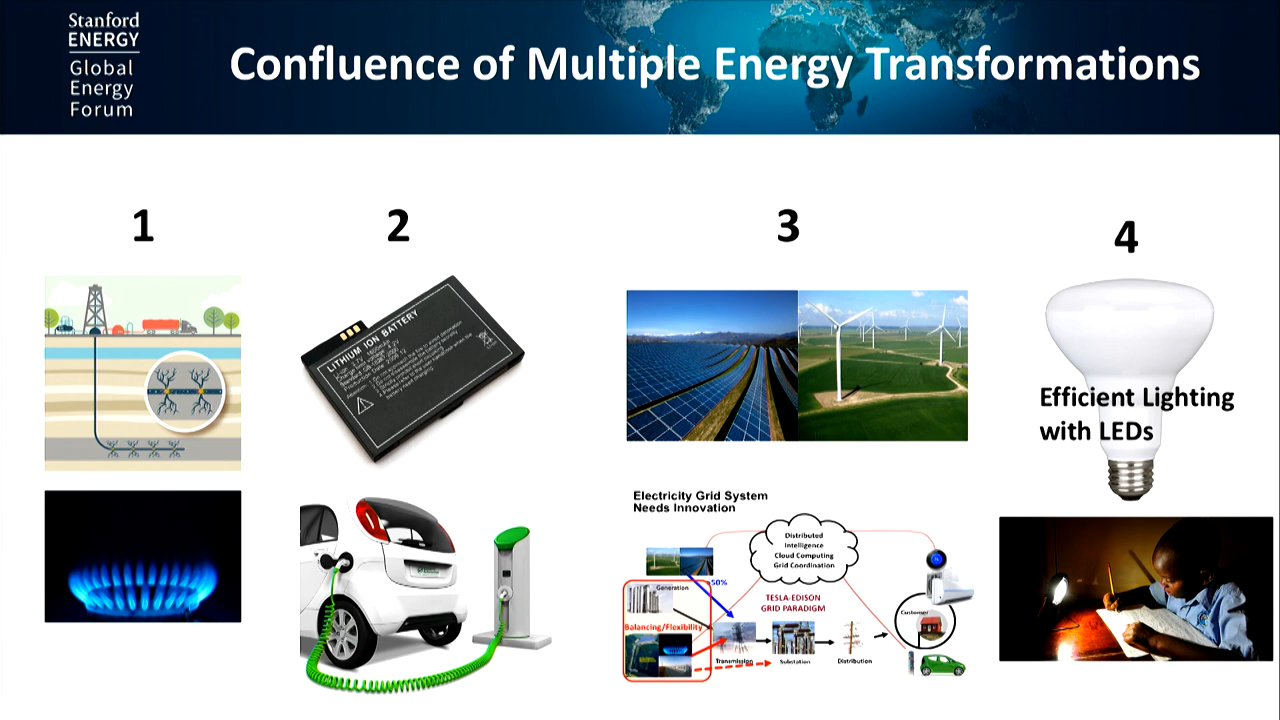 Stanford
ENERGY
Global
Energy
Forum
Confluence of Multiple Energy Transformations
1
2
3
4
LITHIUM ION BATTERY
Efficient Lighting
with LEDs
Electricity Grid System
Needs Innovation
Distributed
Intelligence
Cloud Computing
Grid Coordination
50%
Generation
TESLA-EDISON
GRID PARADIGM
Customer
Balancing/Flexibility
Transmission
Substation
Distribution